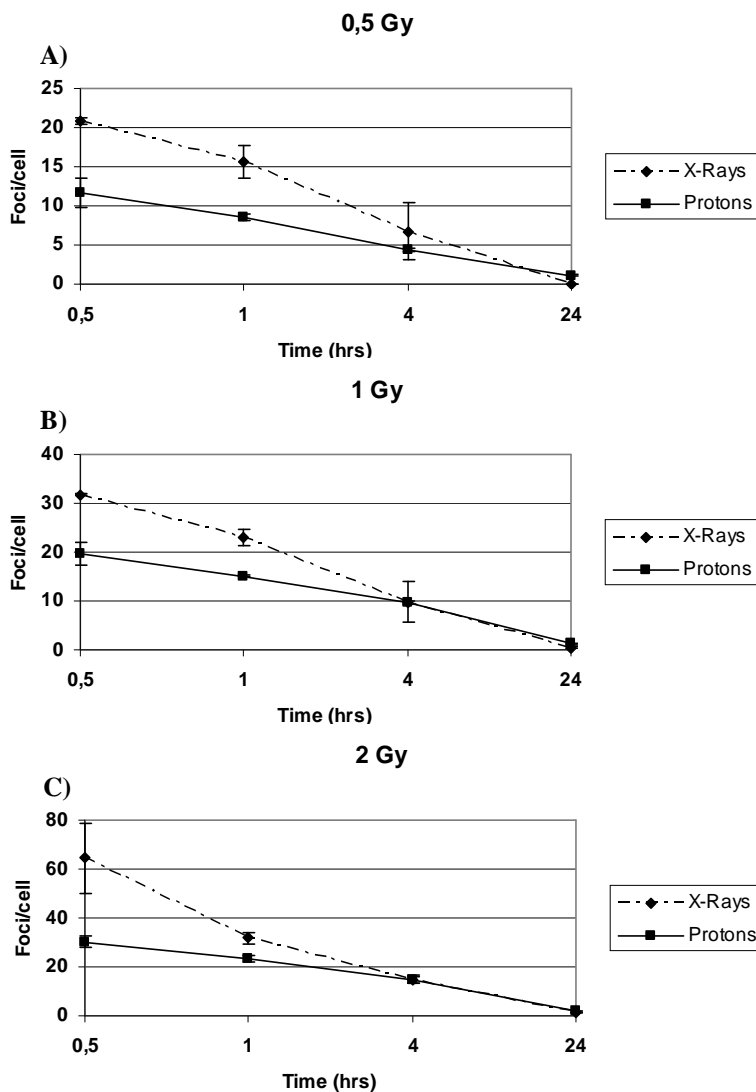 0,5 Gy
A)
25
20
15
10
5
0
Foci/cell
0,5 1 4 24
Time (hrs)
X-Rays
Protons
1 Gy
B)
40
30
20
10
0
Foci/cell
0,5 1 4 24
Time (hrs)
X-Rays
Protons
2 Gy
C)
80
60
40
20
0
Foci/cell
0,5 1 4 24
Time (hrs)
X-Rays
Protons